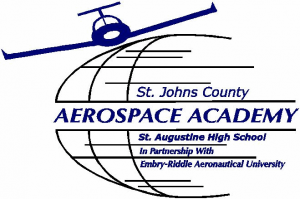 St. Johns County
AEROSPACE ACADEMY
St. Augustine High School
In Partnership With
Embry-Riddle Aeronautical University